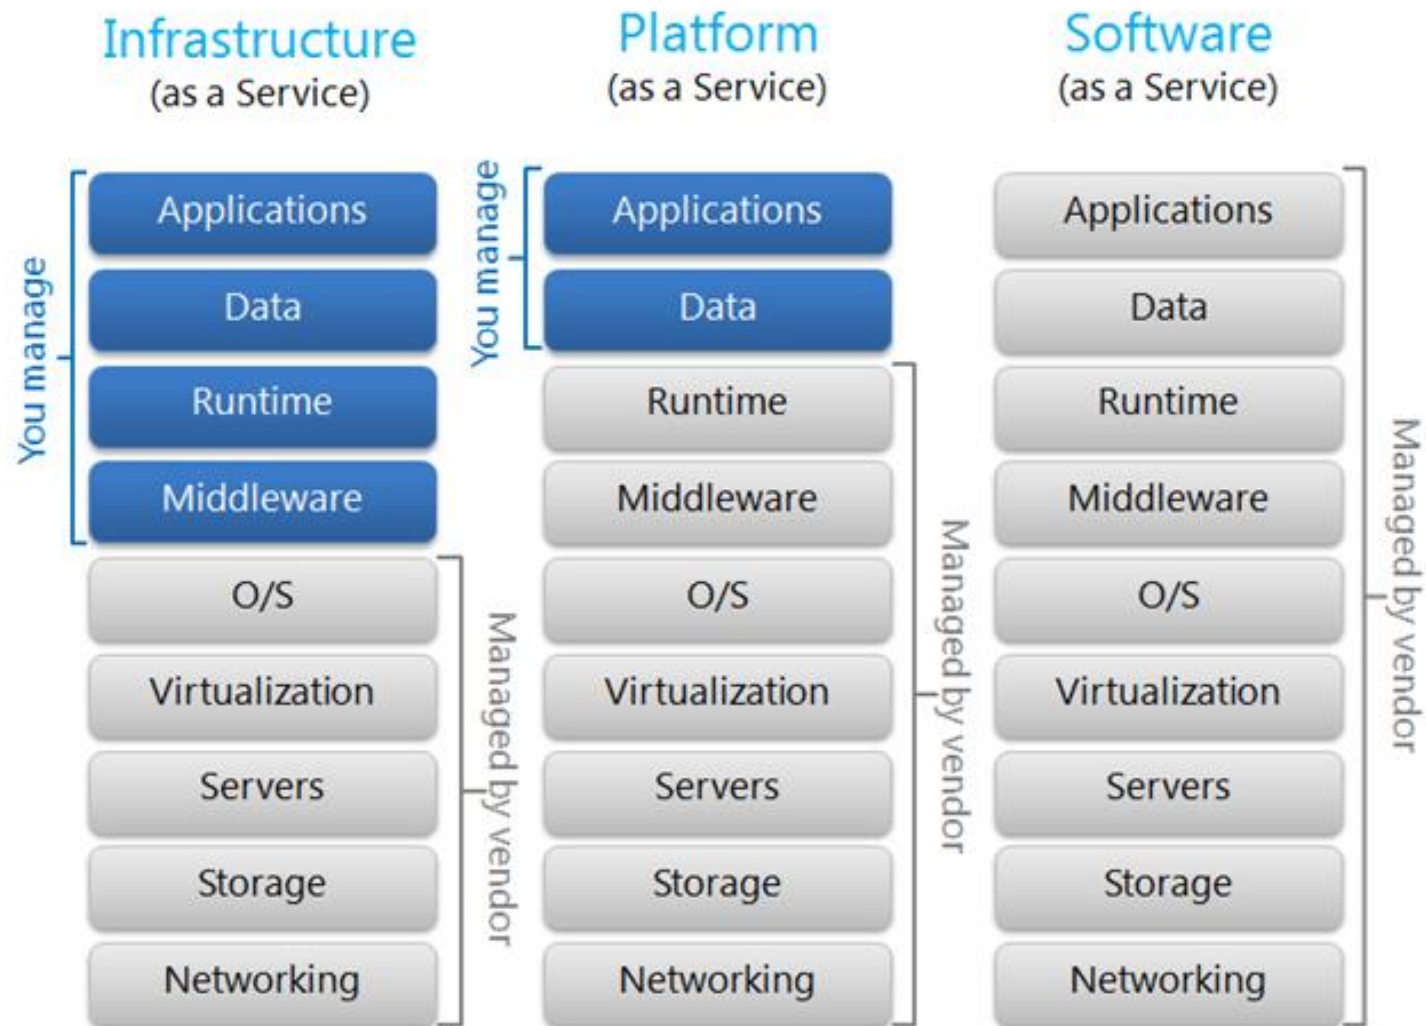 Infrastructure
(as a Service)
You manage
Applications
Data
Runtime
Middleware
O/S
Virtualization
Servers
Storage
Networking
Managed by vendor
Platform
(as a Service)
You manage
Applications
Data
Runtime
Middleware
O/S
Virtualization
Servers
Storage
Networking
Managed by vendor
Software
(as a Service)
Applications
Data
Runtime
Middleware
O/S
Virtualization
Servers
Storage
Networking
Managed by vendor